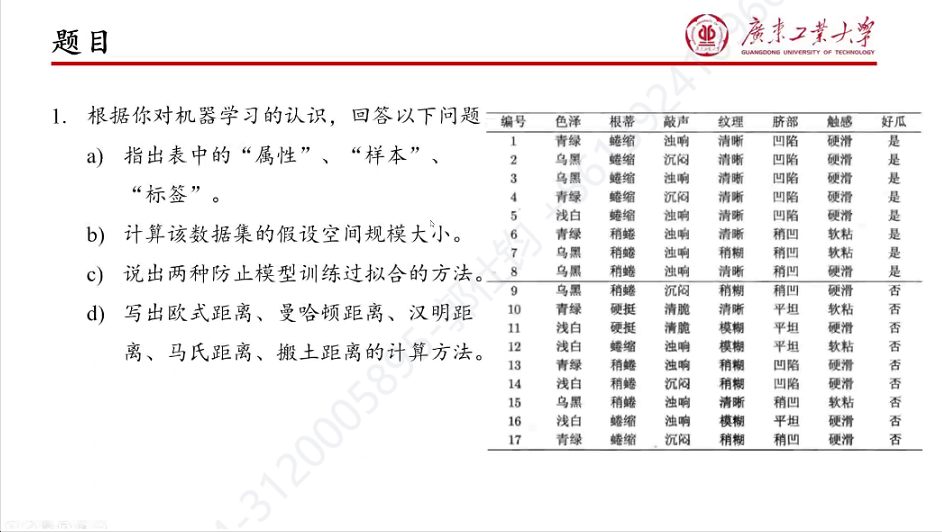 题目
廣東工業大學
GUANGDONG UNIVERSITY OF TECHNOLOGY
1. 根据你对机器学习的认识，回答以下问题
a) 指出表中的“属性”、“样本”、
“标签”。
b) 计算该数据集的假设空间规模大小。
c) 说出两种防止模型训练过拟合的方法。
d) 写出欧式距离、曼哈顿距离、汉明距
离、马氏距离、搬土距离的计算方法。
编号 色泽 根蒂 敲声 纹理 脐部 触感 好瓜
1 青绿 蜷缩 浊响 清晰 凹陷 硬滑 是
2 乌黑 蜷缩 沉闷 清晰 凹陷 硬滑 是
3 乌黑 蜷缩 浊响 清晰 凹陷 硬滑 是
4 青绿 蜷缩 沉闷 清晰 凹陷 硬滑 是
5 浅白 蜷缩 浊响 清晰 凹陷 硬滑 是
6 青绿 稍蜷 浊响 清晰 稍凹 软粘 是
7 乌黑 稍蜷 浊响 稍糊 稍凹 软粘 是
8 乌黑 稍蜷 浊响 清晰 稍凹 硬滑 是
9 乌黑 稍蜷 沉闷 稍糊 稍凹 硬滑 否
10 青绿 硬挺 清脆 清晰 平坦 软粘 否
11 浅白 硬挺 清脆 模糊 平坦 硬滑 否
12 浅白 蜷缩 浊响 模糊 平坦 软粘 否
13 青绿 稍蜷 浊响 稍糊 凹陷 硬滑 否
14 浅白 稍蜷 沉闷 稍糊 凹陷 硬滑 否
15 乌黑 稍蜷 浊响 清晰 稍凹 软粘 否
16 浅白 蜷缩 浊响 模糊 平坦 硬滑 否
17 青绿 蜷缩 沉闷 稍糊 稍凹 硬滑 否